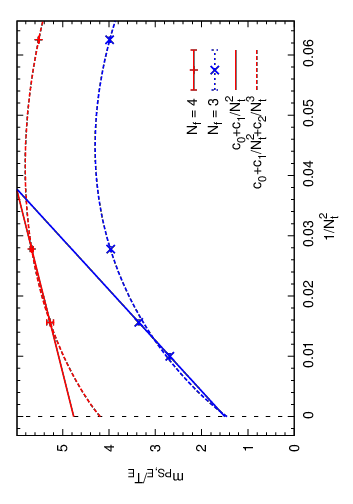 N_f = 4
N_f = 3
c_0+c_1/N_t^2
c_0+c_1/N_t^2+c_2/N_t^3
0.06
0.05
0.04
0.03
0.02
0.01
0
1/N_t^2
5
4
3
2
1
0
m_PS,E/T_E